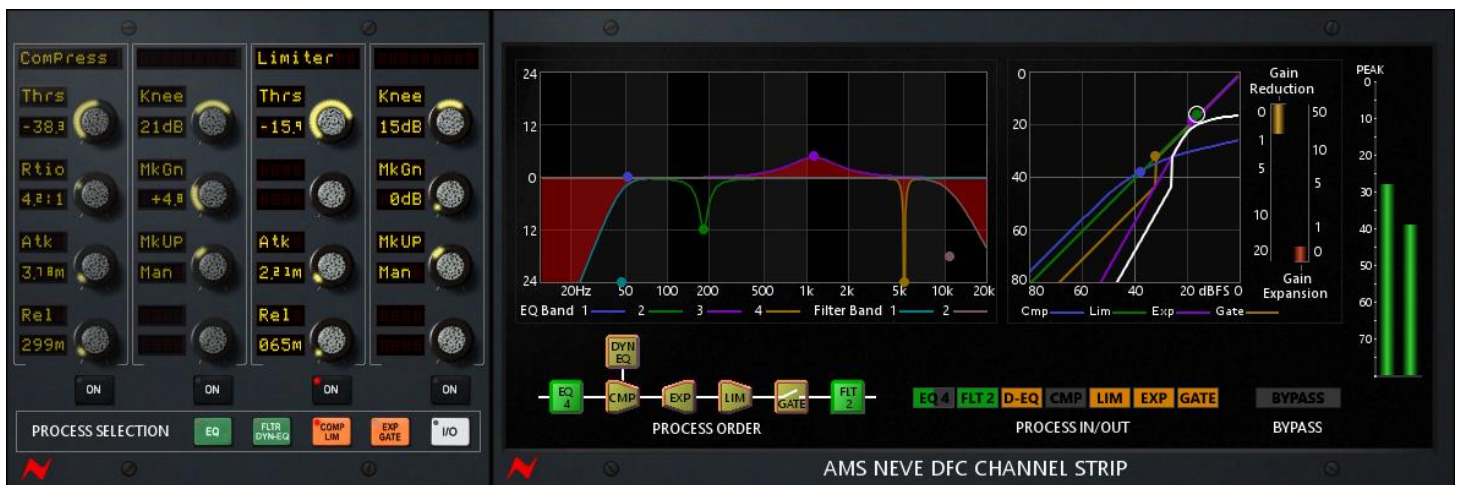 ComPress
Thrs
-38.9
Knee
21dB
Rtio
4.2:1
MkGn
+4.8
Atk
3.78m
MkUP
Man
Rel
299m
Limiter
Thrs
-15.9
Knee
15dB
MkGn
0dB
Atk
2.21m
MkUP
Man
Rel
065m
ON
ON
ON
ON
PROCESS SELECTION
EQ
FLTR
DYN-EQ
COMP
LIM
EXP
GATE
I/O
24
12
0
12
24
20Hz 50 100 200 500 1k 2k 5k 10k 20k
EQ Band 1 2 3 4 Filter Band 1 2
0
20
40
60
80
80 60 40 20 dBFS 0
Cmp Lim Exp Gate
Gain
Reduction
0
1
5
10
20
50
10
5
1
0
Gain
Expansion
PEAK
0
10
20
30
40
50
60
70
DYN
EQ
EQ
4
CMP
EXP
LIM
GATE
FLT
2
PROCESS ORDER
EQ 4 FLT 2 D-EQ CMP LIM EXP GATE
PROCESS IN/OUT
BYPASS
BYPASS
AMS NEVE DFC CHANNEL STRIP